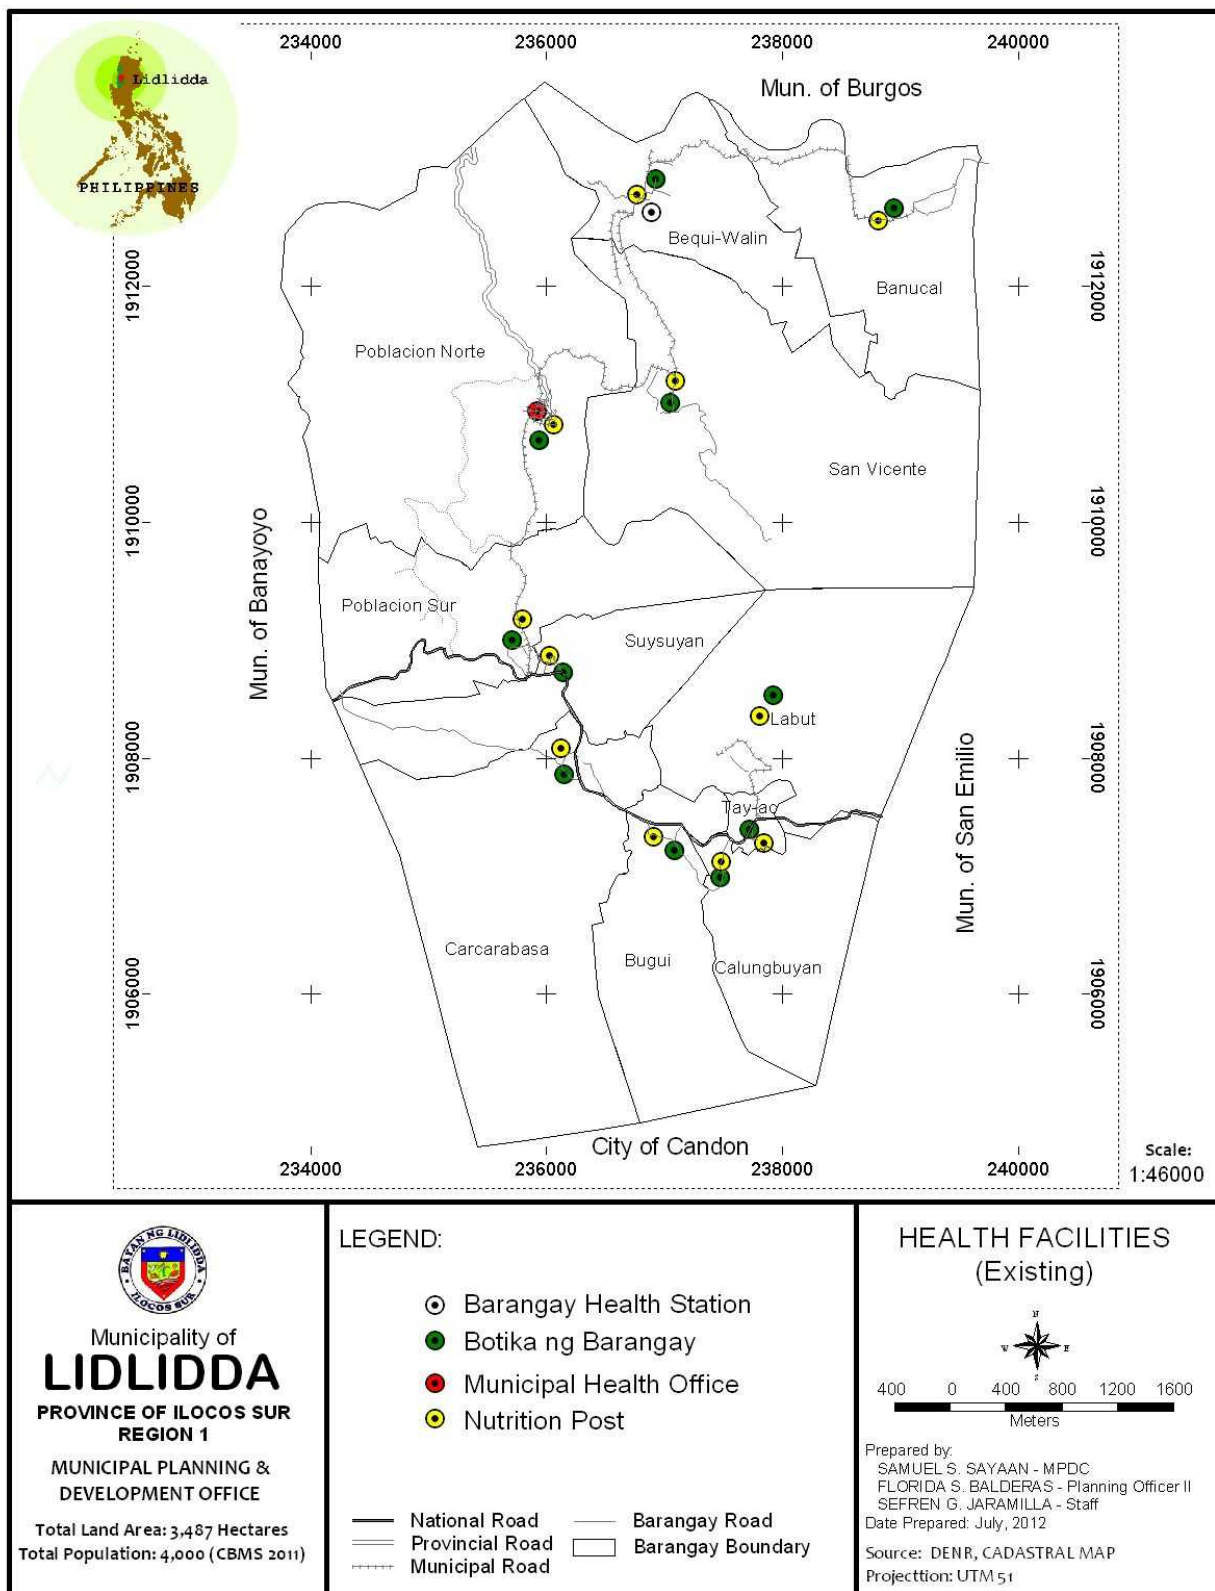 234000
236000
238000
240000
Lidlidda
PHILIPPINES
Mun. of Burgos
Bequi-Walin
Banucal
1912000
1912000
Poblacion Norte
San Vicente
1910000
1910000
Mun. of Banayoyo
Poblacion Sur
Suysuyan
Labut
1908000
1908000
Tay-ac
Mun. of San Emilio
Carcarabasa
Bugui
Calungbuyan
1906000
1906000
City of Candon
234000
236000
238000
240000
Scale:
1:46000
BAYAN NG LIDLIDDA
ILOCOS SUR
Municipality of
LIDLIDDA
PROVINCE OF ILOCOS SUR
REGION 1
MUNICIPAL PLANNING &
DEVELOPMENT OFFICE
Total Land Area: 3,487 Hectares
Total Population: 4,000 (CBMS 2011)
LEGEND:
Barangay Health Station
Botika ng Barangay
Municipal Health Office
Nutrition Post
National Road
Provincial Road
Municipal Road
Barangay Road
Barangay Boundary
HEALTH FACILITIES
(Existing)
N
W E
S
400 0 400 800 1200 1600
Meters
Prepared by:
SAMUEL S. SAYAAN - MPDC
FLORIDA S. BALDERAS - Planning Officer II
SEFREN G. JARAMILLA - Staff
Date Prepared: July, 2012
Source: DENR, CADASTRAL MAP
Projecttion: UTM 51